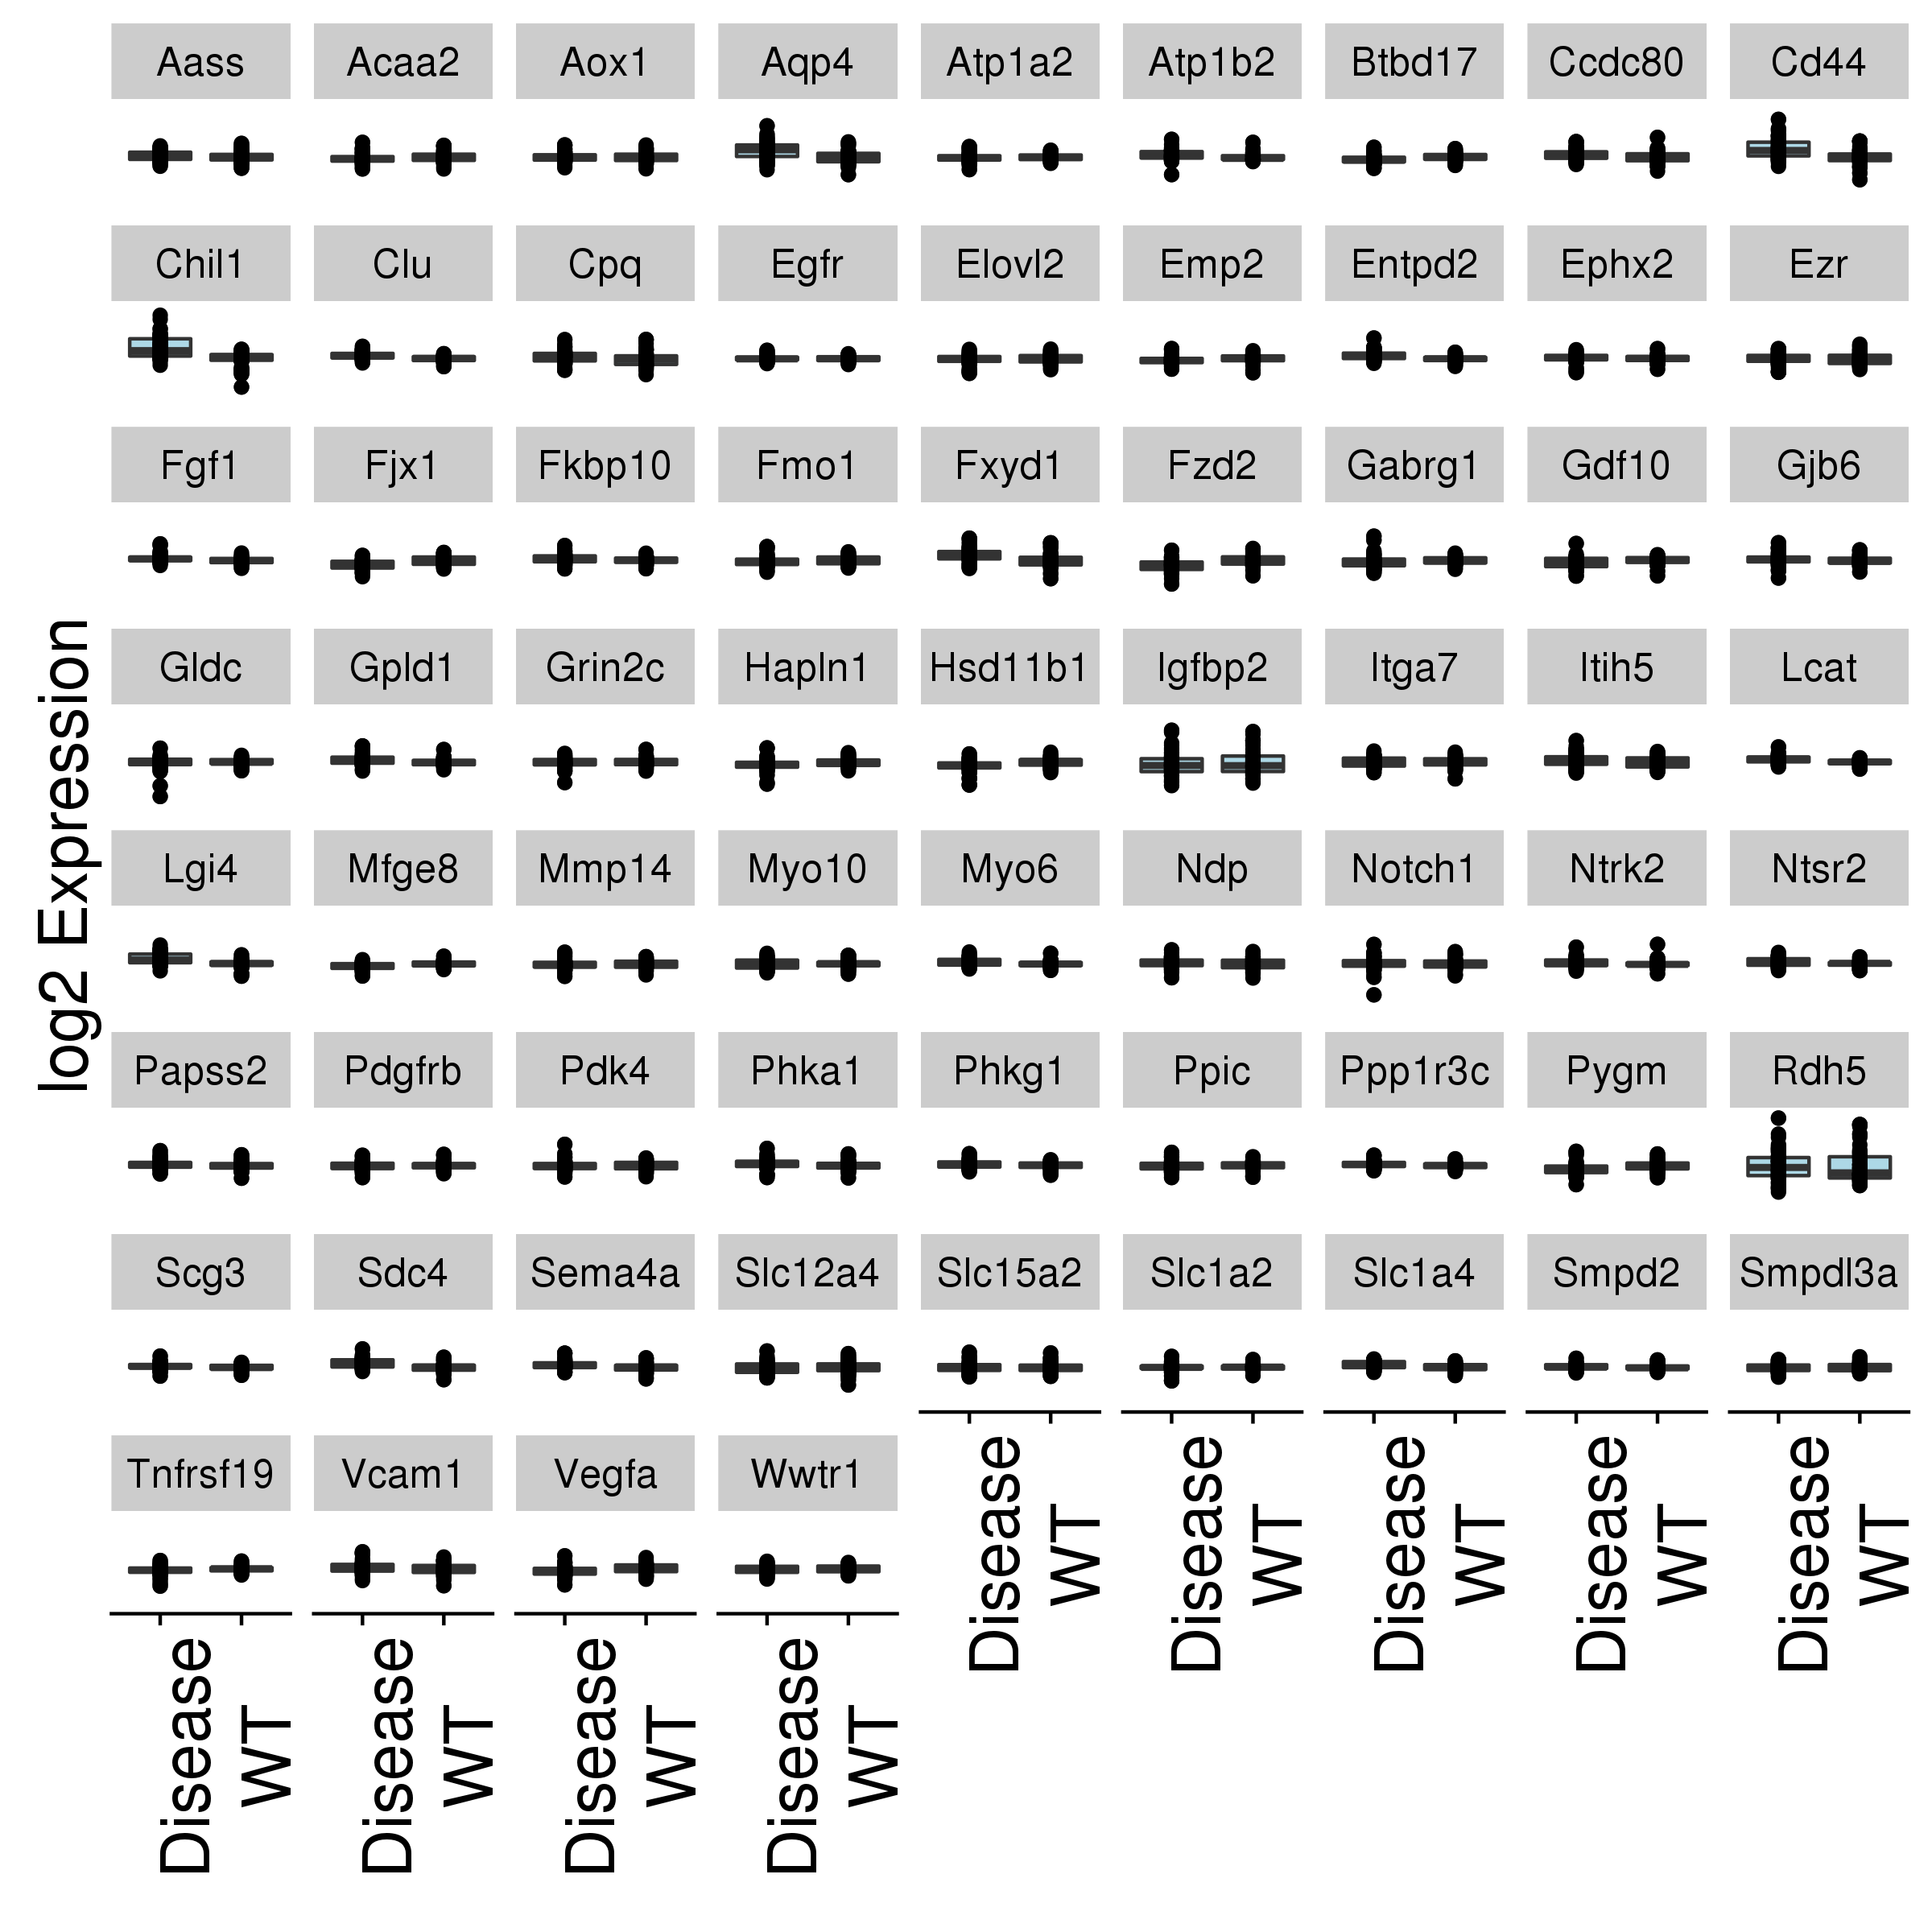 Aass Acaa2 Aox1 Aqp4 Atp1a2 Atp1b2 Btbd17 Ccdc80 Cd44
Chil1 Clu Cpq Egfr Elovl2 Emp2 Entpd2 Ephx2 Ezr
Fgf1 Fjx1 Fkbp10 Fmo1 Fxyd1 Fzd2 Gabrg1 Gdf10 Gjb6
Gldc Gpld1 Grin2c Hapln1 Hsd11b1 Igfbp2 Itga7 Itih5 Lcat
log2 Expression
Lgi4 Mfge8 Mmp14 Myo10 Myo6 Ndp Notch1 Ntrk2 Ntsr2
Papss2 Pdgfrb Pdk4 Phka1 Phkg1 Ppic Ppp1r3c Pygm Rdh5
Scg3 Sdc4 Sema4a Slc12a4 Slc15a2 Slc1a2 Slc1a4 Smpd2 Smpdl3a
Tnfrsf19 Vcam1 Vegfa Wwtr1
Disease WT Disease WT Disease WT Disease WT Disease WT
Disease WT Disease WT Disease WT Disease WT